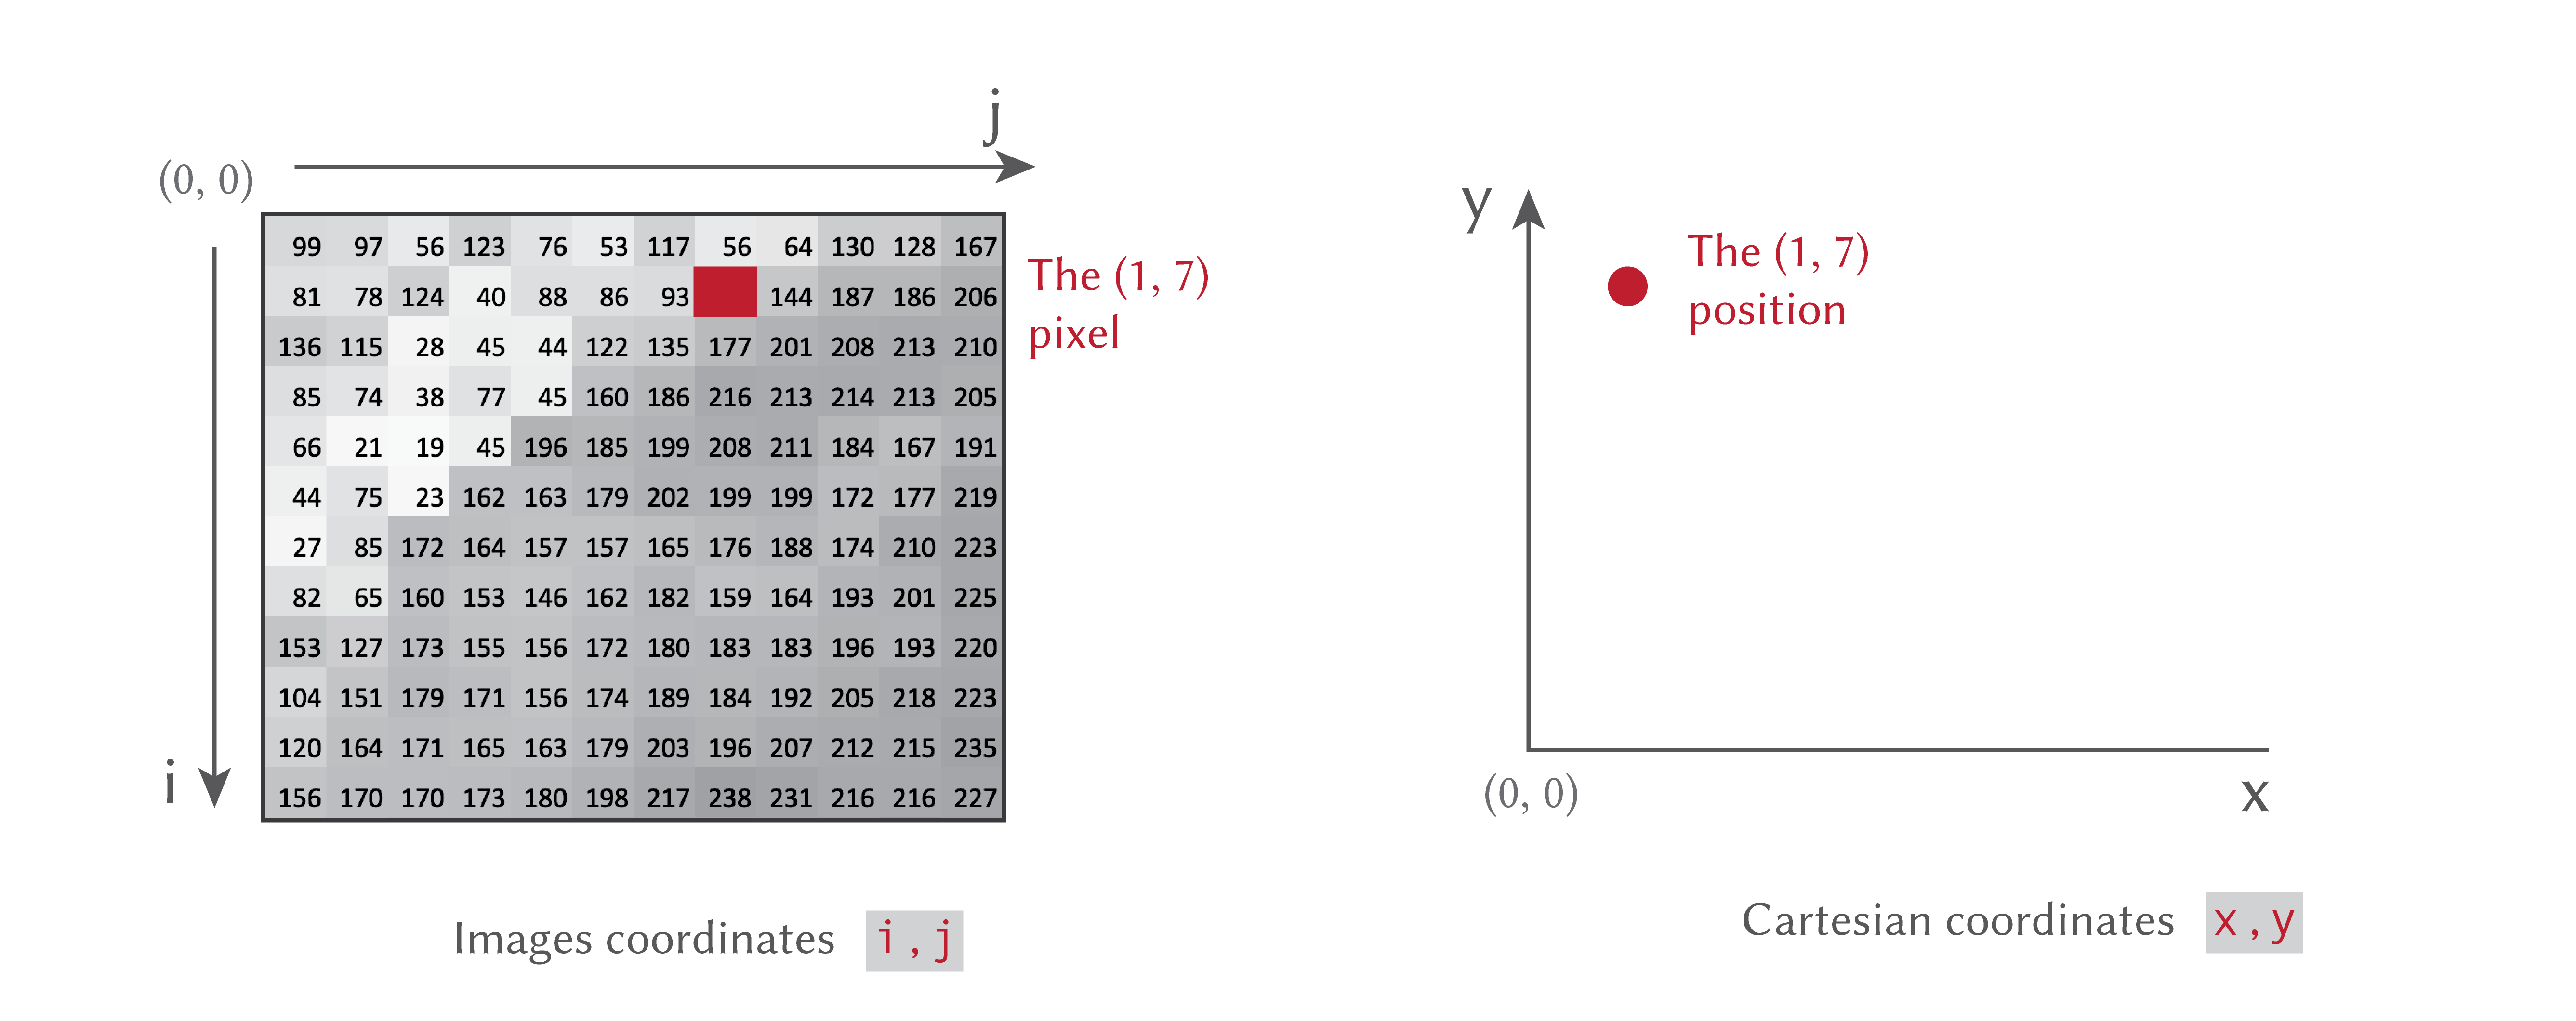 j
(0, 0)
99 97 56 123 76 53 117 56 64 130 128 167
81 78 124 40 88 86 93 144 187 186 206
136 115 28 45 44 122 135 177 201 208 213 210
85 74 38 77 45 160 186 216 213 214 213 205
66 21 19 45 196 185 199 208 211 184 167 191
44 75 23 162 163 179 202 199 199 172 177 219
27 85 172 164 157 157 165 176 188 174 210 223
82 65 160 153 146 162 182 159 164 193 201 225
153 127 173 155 156 172 180 183 183 196 193 220
104 151 179 171 156 174 189 184 192 205 218 223
120 164 171 165 163 179 203 196 207 212 215 235
156 170 170 173 180 198 217 238 231 216 216 227
i
The (1, 7)
pixel
Images coordinates i , j
y
The (1, 7)
position
(0, 0)
x
Cartesian coordinates x , y